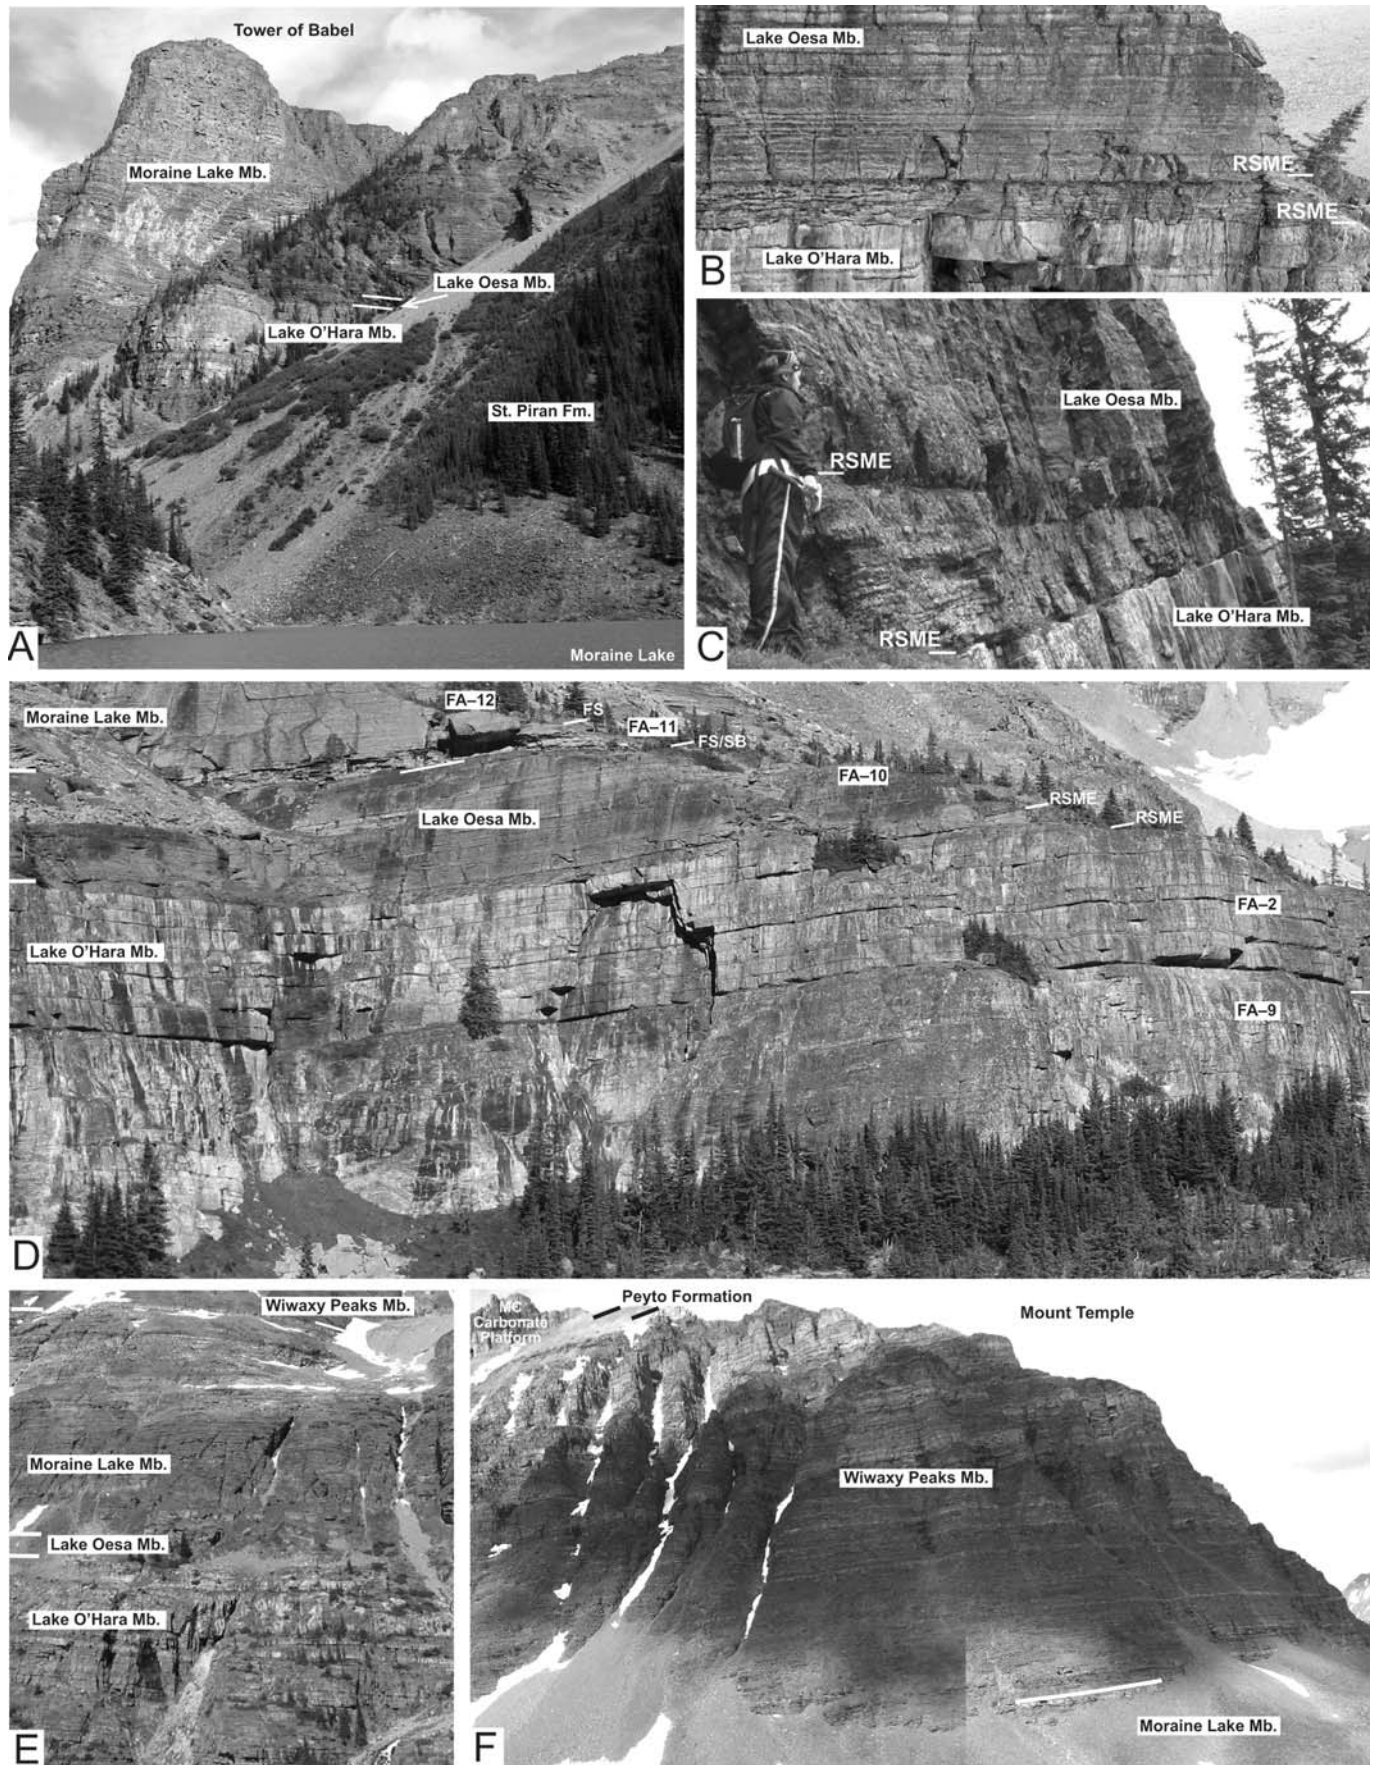 Tower of Babel
Moraine Lake Mb.
Lake Oesa Mb.
Lake O'Hara Mb.
St. Piran Fm.
Moraine Lake
A
Lake Oesa Mb.
RSME
RSME
Lake O'Hara Mb.
B
Lake Oesa Mb.
RSME
Lake O'Hara Mb.
RSME
C
FA–12
FS
Moraine Lake Mb.
FA–11
FS/SB
FA–10
RSME
Lake Oesa Mb.
RSME
FA–2
Lake O'Hara Mb.
FA–9
D
Wiwaxy Peaks Mb.
Moraine Lake Mb.
Lake Oesa Mb.
Lake O'Hara Mb.
E
Peyto Formation
MC
Carbonate
Platform
Mount Temple
Wiwaxy Peaks Mb.
Moraine Lake Mb.
F